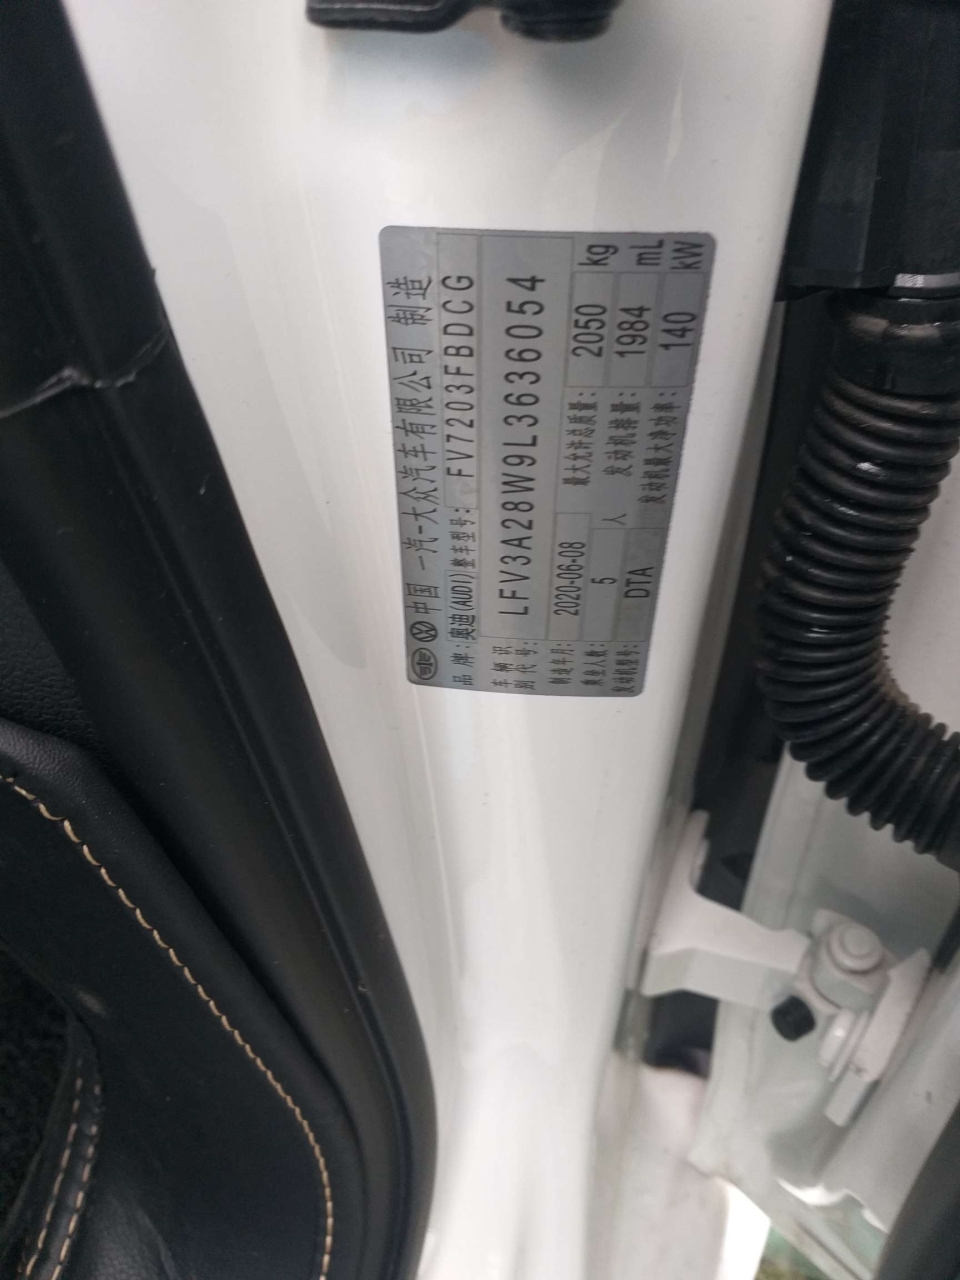 中国 一汽-大众汽车有限公司 制造
品 牌: 奥迪(AUDI) 整车型号: FV7203FBDCG
车 辆 识 别 代 号: LFV3A28W9L3636054
制造年月: 2020-06-08 最大允许总质量: 2050 kg
乘坐人数: 5 人 发动机排量: 1984 mL
发动机型号: DTA 发动机最大净功率: 140 kW